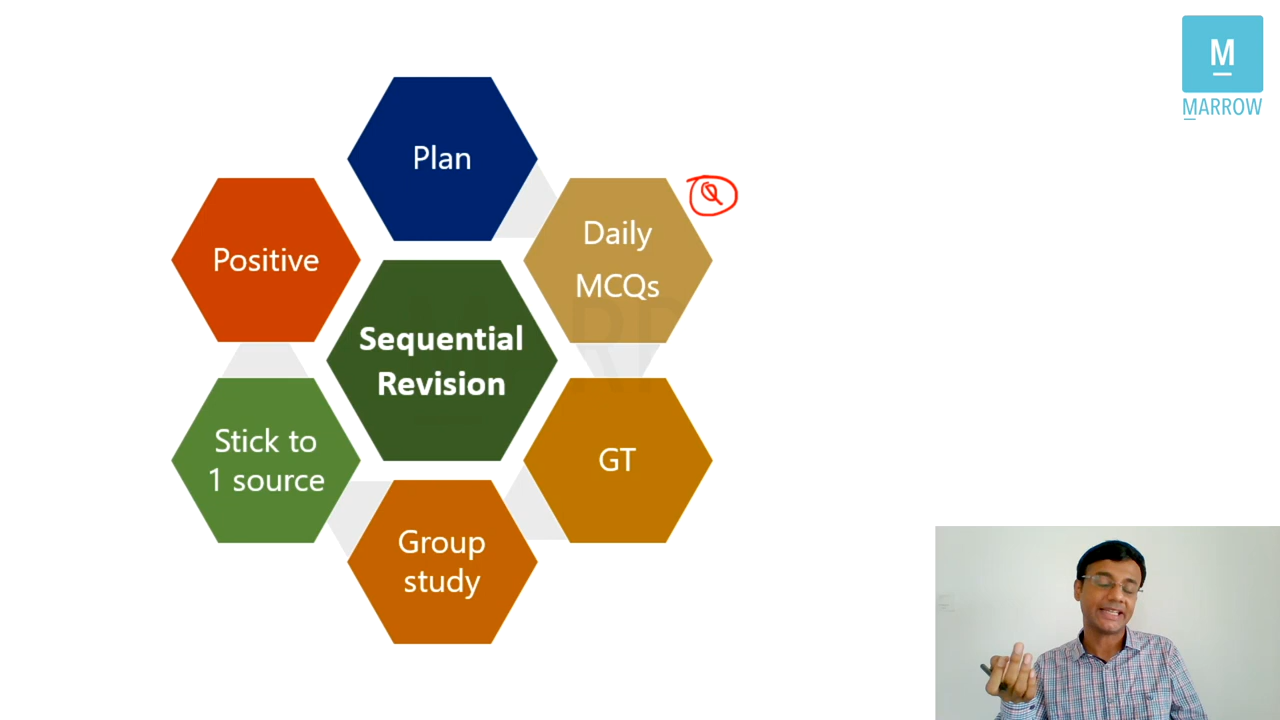 Plan
Daily
MCQs
Positive
Sequential
Revision
Stick to
1 source
GT
Group
study
Q
M
MARROW